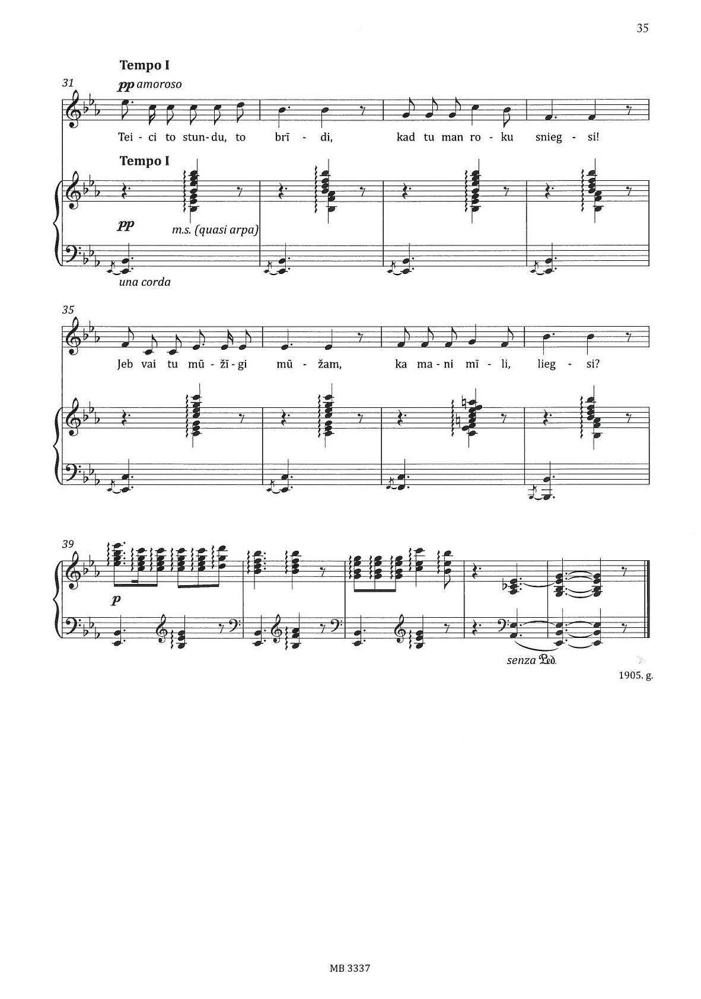 35
Tempo I
31
pp amoroso
Tei - ci to stun - du, to brī - di, kad tu man ro - ku snieg - si!
Tempo I
pp
m.s. (quasi arpa)
una corda
35
Jeb vai tu mū - žī - gi mū - žam, ka ma - ni mī - li, lieg - si?
39
p
senza Ped.
1905. g.
MB 3337